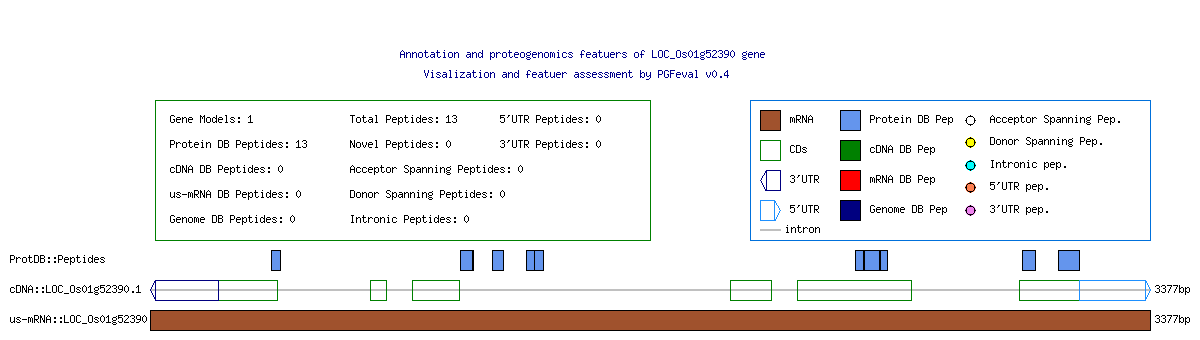 Annotation and proteogenomics featuers of LOC_Os01g52390 gene
Visalization and featuer assessment by PGFeval v0.4
Gene Models: 1 Total Peptides: 13 5'UTR Peptides: 0
Protein DB Peptides: 13 Novel Peptides: 0 3'UTR Peptides: 0
cDNA DB Peptides: 0 Acceptor Spanning Peptides: 0
us-mRNA DB Peptides: 0 Donor Spanning Peptides: 0
Genome DB Peptides: 0 Intronic Peptides: 0
mRNA Protein DB Pep Acceptor Spanning Pep.
CDs cDNA DB Pep Donor Spanning Pep.
3'UTR mRNA DB Pep Intronic pep.
5'UTR Genome DB Pep 5'UTR pep.
intron 3'UTR pep.
ProtDB::Peptides
cDNA::LOC_Os01g52390.1 3377bp
us-mRNA::LOC_Os01g52390 3377bp